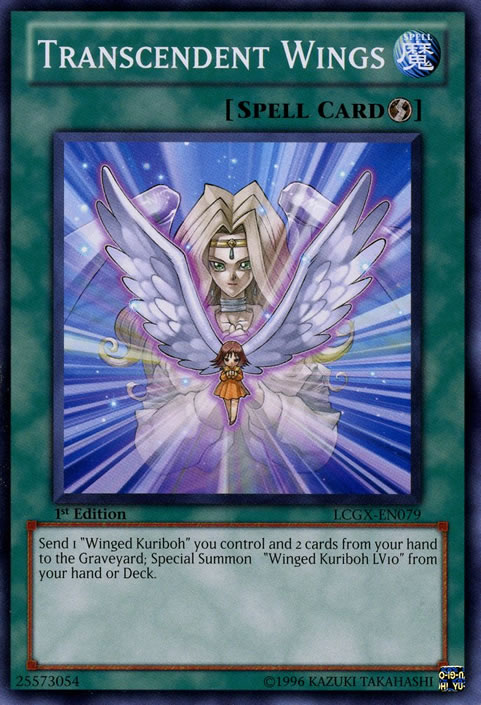 TRANSCENDENT WINGS
SPELL
魔
[SPELL CARD]
1st Edition
LCGX-EN079
Send 1 "Winged Kuriboh" you control and 2 cards from your hand
to the Graveyard; Special Summon "Winged Kuriboh LV10" from
your hand or Deck.
25573054
©1996 KAZUKI TAKAHASHI